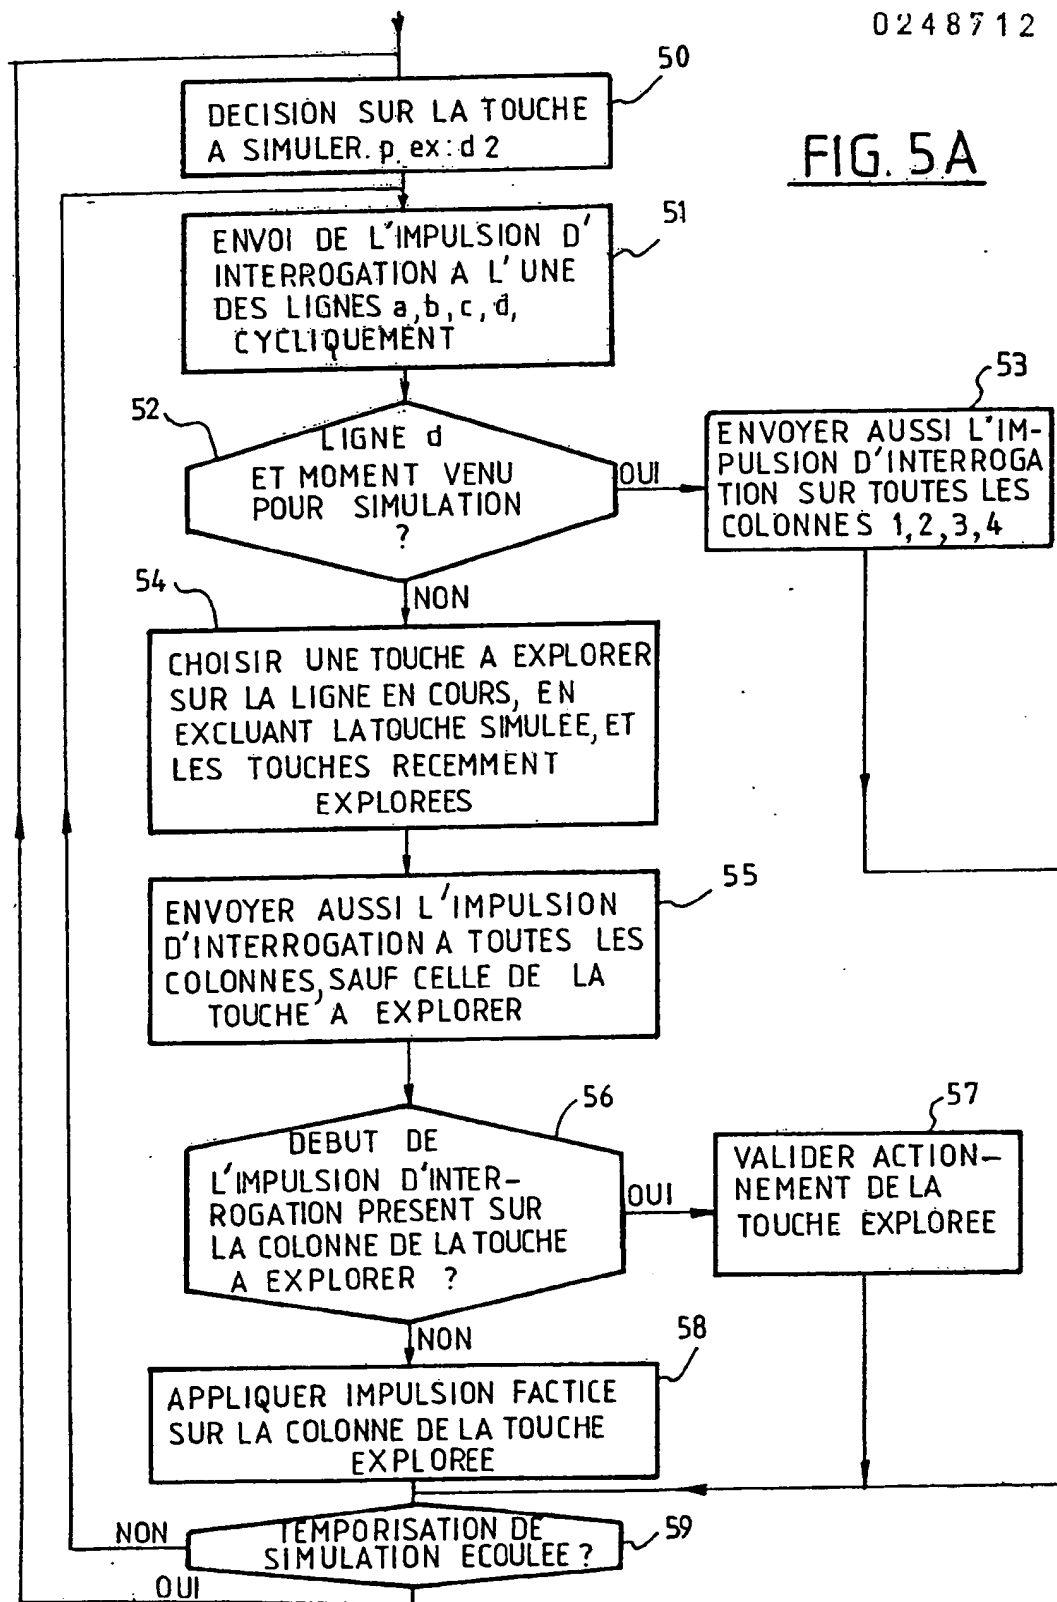 0248712
50
DECISION SUR LA TOUCHE
A SIMULER. p. ex: d 2
FIG. 5A
51
ENVOI DE L'IMPULSION D'
INTERROGATION A L'UNE
DES LIGNES a, b, c, d,
CYCLIQUEMENT
52
LIGNE d
ET MOMENT VENU
POUR SIMULATION
?
OUI
53
ENVOYER AUSSI L'IM-
PULSION D'INTERROGA
TION SUR TOUTES LES
COLONNES 1,2,3,4
NON
54
CHOISIR UNE TOUCHE A EXPLORER
SUR LA LIGNE EN COURS, EN
EXCLUANT LA TOUCHE SIMULEE, ET
LES TOUCHES RECEMMENT
EXPLOREES
55
ENVOYER AUSSI L'IMPULSION
D'INTERROGATION A TOUTES LES
COLONNES, SAUF CELLE DE LA
TOUCHE A EXPLORER
56
DEBUT DE
L'IMPULSION D'INTER-
ROGATION PRESENT SUR
LA COLONNE DE LA TOUCHE
A EXPLORER ?
OUI
57
VALIDER ACTION-
NEMENT DE LA
TOUCHE EXPLOREE
NON
58
APPLIQUER IMPULSION FACTICE
SUR LA COLONNE DE LA TOUCHE
EXPLOREE
59
TEMPORISATION DE
SIMULATION ECOULEE ?
NON
OUI